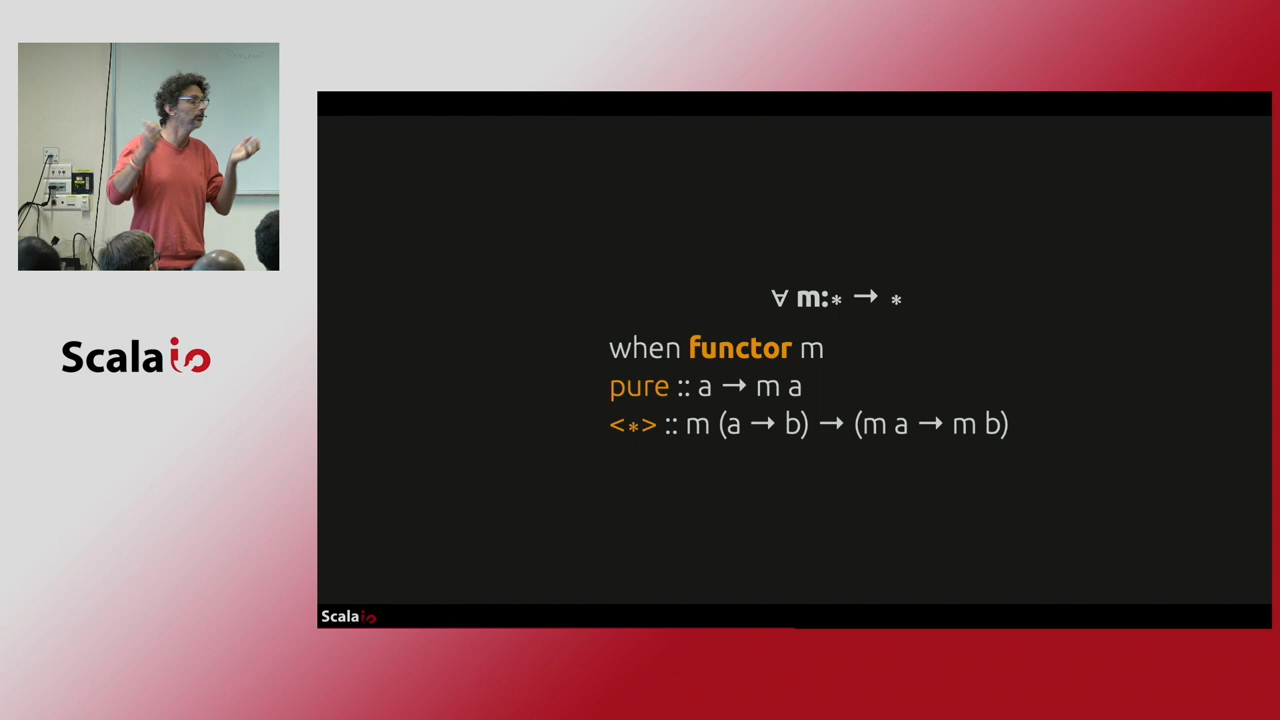 ∀ m:* → *
when functor m
pure :: a → m a
<*> :: m (a → b) → (m a → m b)
Scalaio
Scalaio